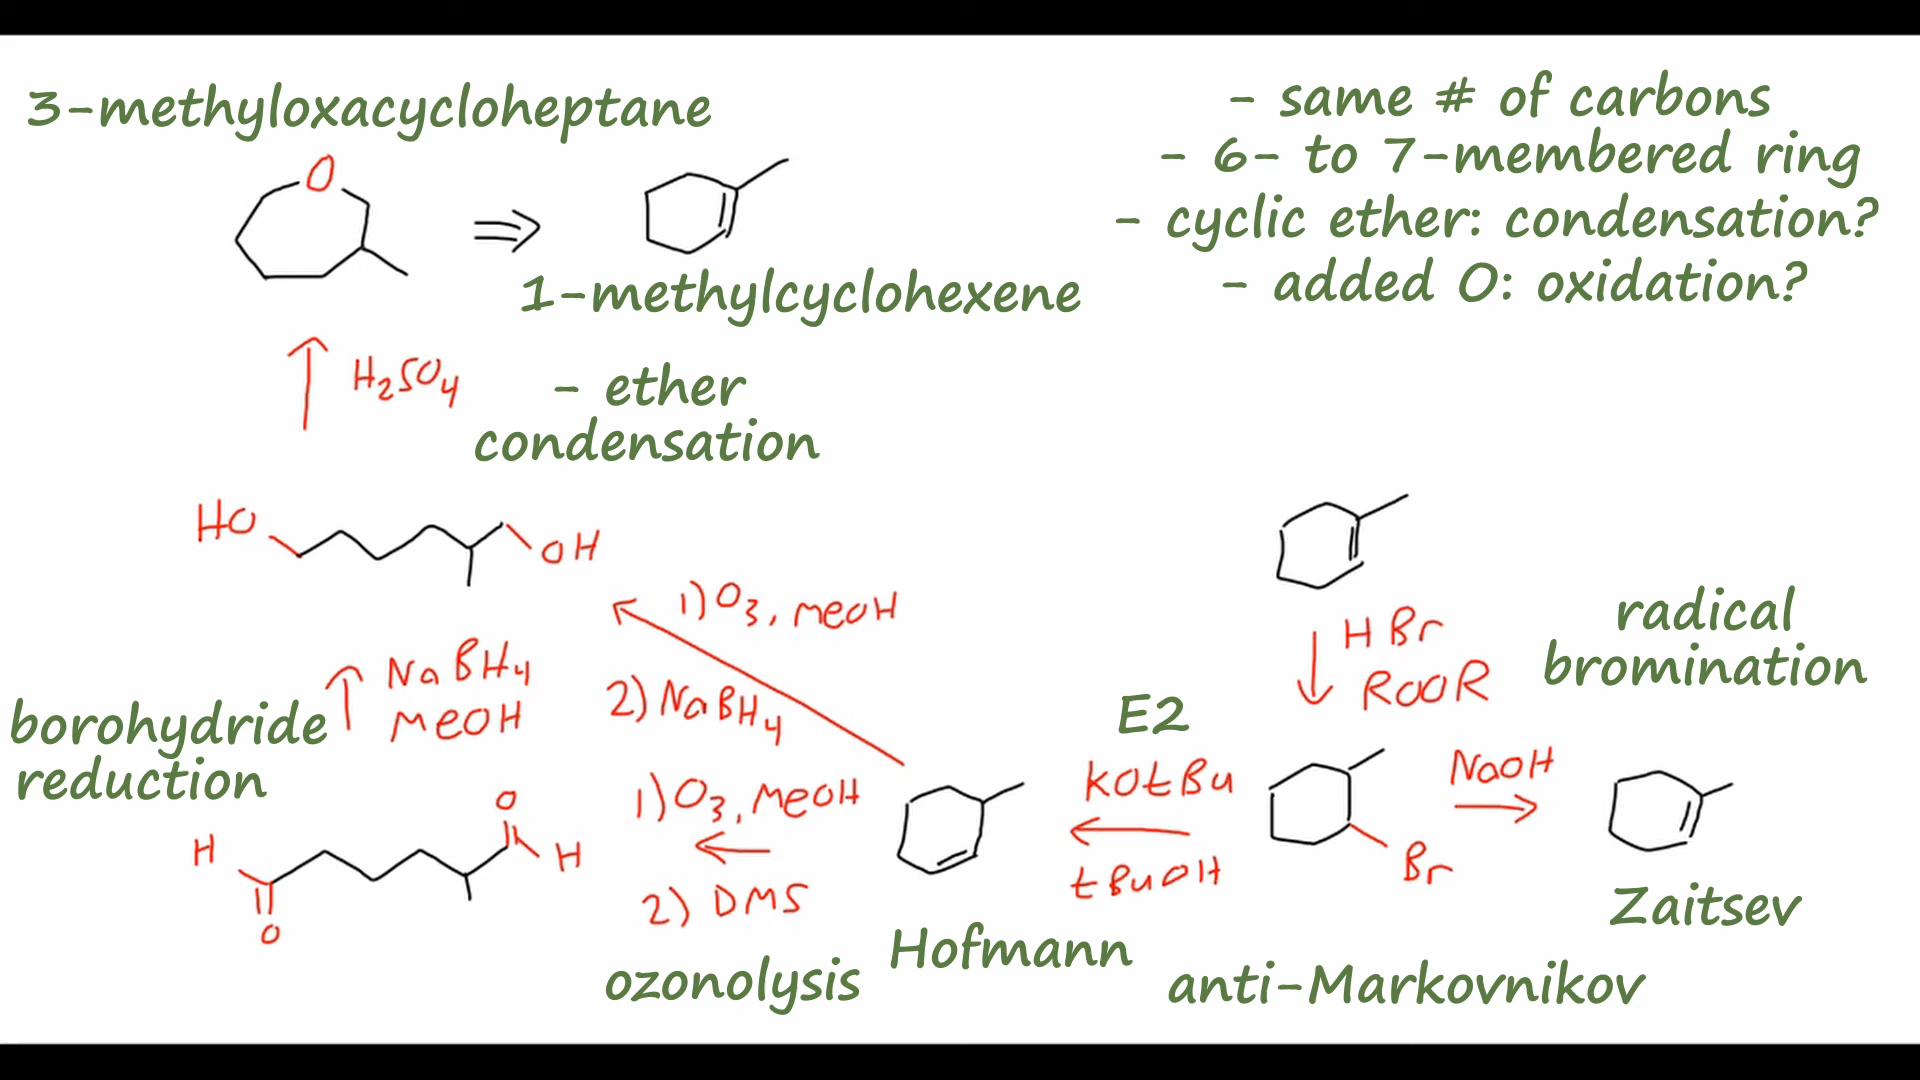 3-methyloxacycloheptane
- same # of carbons
- 6- to 7-membered ring
- cyclic ether: condensation?
- added O: oxidation?
O
1-methylcyclohexene
H₂SO₄
- ether
condensation
HO
OH
1) O₃, MeOH
2) NaBH₄
NaBH₄
MeOH
borohydride
reduction
H
O
O
H
1) O₃, MeOH
2) DMS
ozonolysis
Hofmann
E2
KOtBu
tBuOH
HBr
ROOR
radical
bromination
Br
anti-Markovnikov
NaOH
Zaitsev